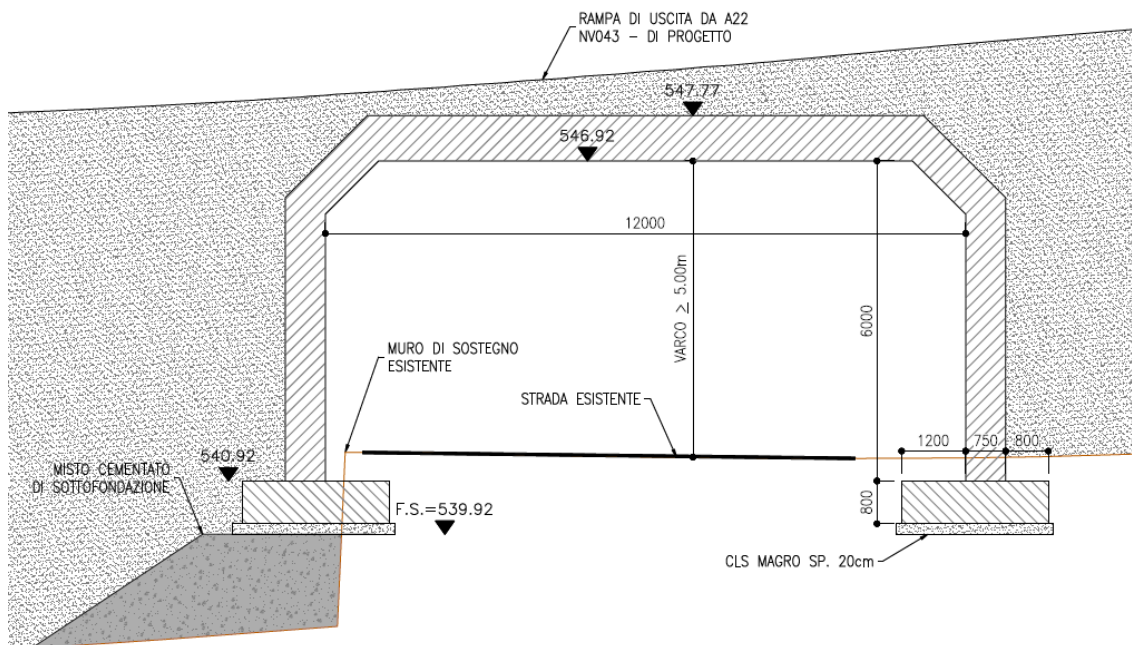 RAMPA DI USCITA DA A22
NV043 - DI PROGETTO
547.77
546.92
12000
VARCO ≥ 5.00m
6000
MURO DI SOSTEGNO
ESISTENTE
STRADA ESISTENTE
1200
750
800
MISTO CEMENTATO
DI SOTTOFONDAZIONE
540.92
F.S.=539.92
800
CLS MAGRO SP. 20cm